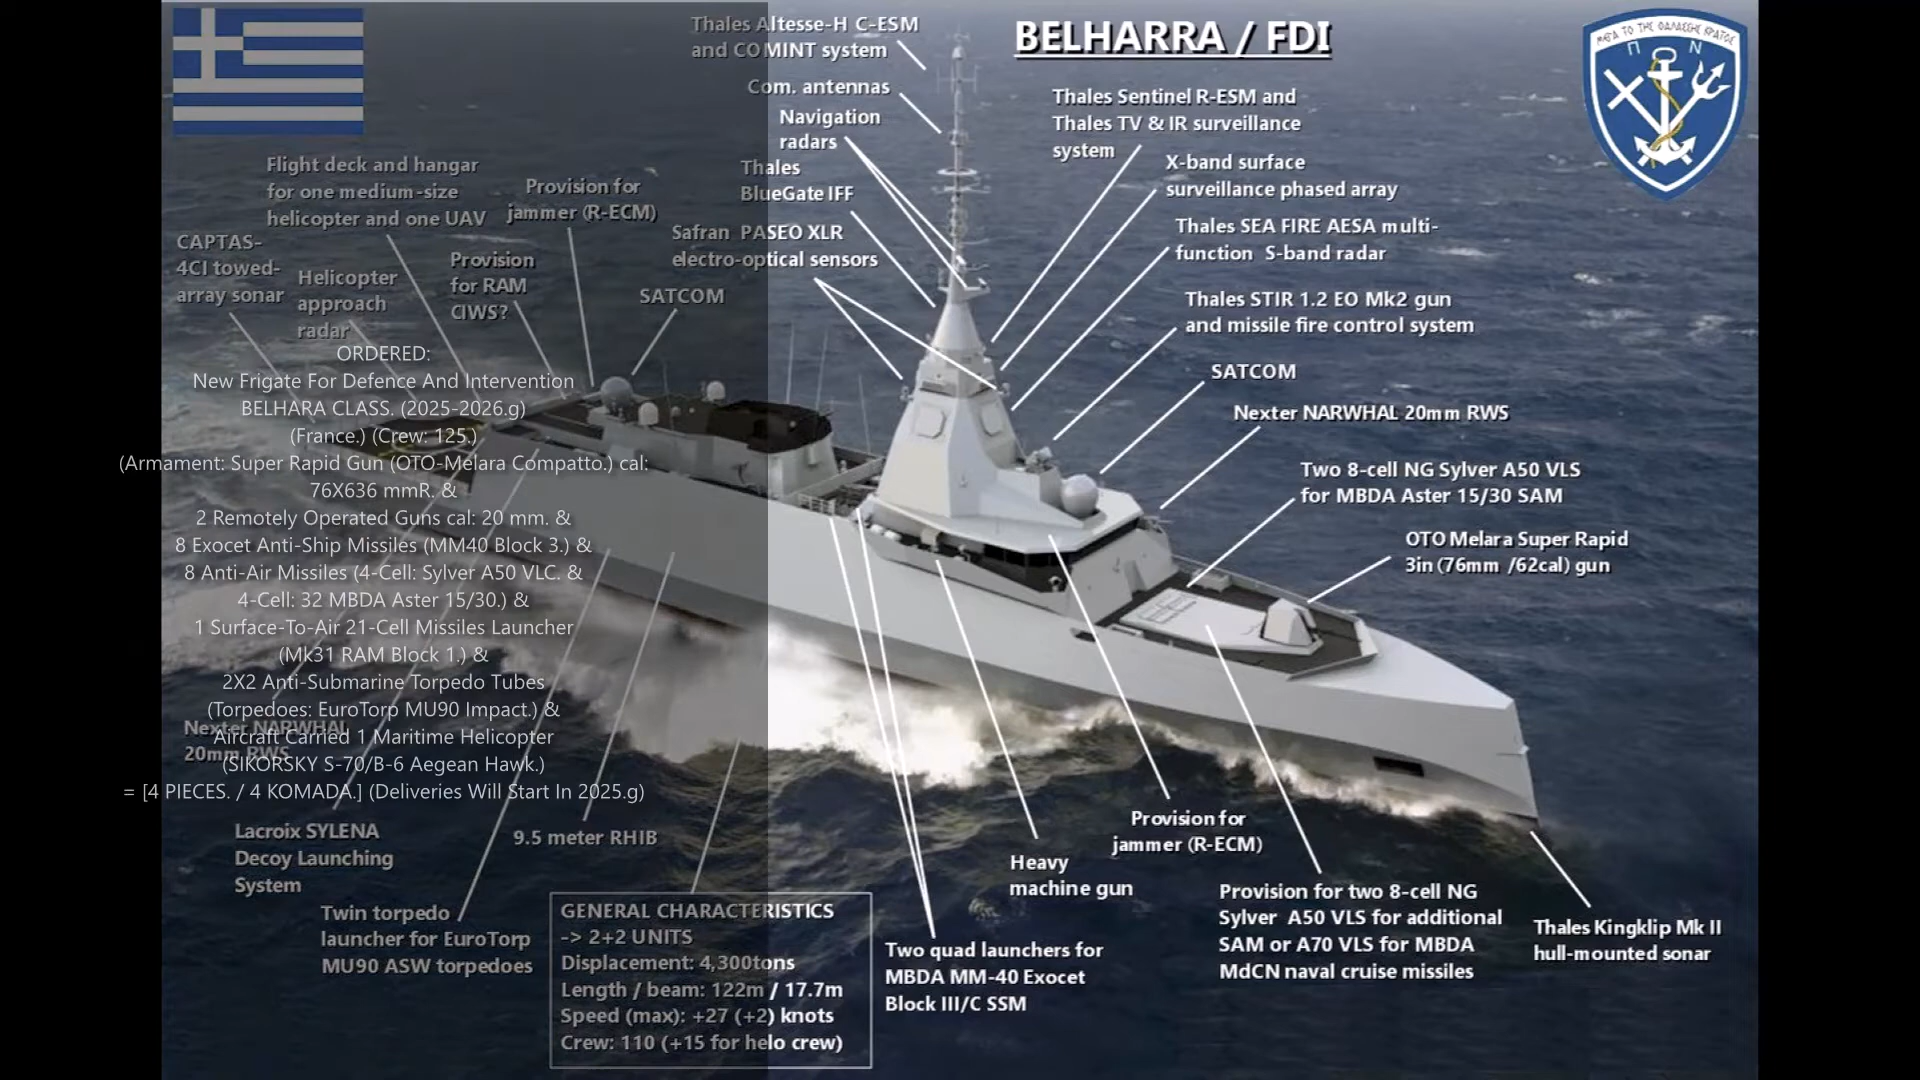 BELHARRA / FDI
ΜΕΓΑ ΤΟ ΤΗΣ ΘΑΛΑΣΣΗΣ ΚΡΑΤΟΣ
Π Ν
Thales Altesse-H C-ESM
and COMINT system
Com. antennas
Navigation
radars
Thales
BlueGate IFF
Safran PASEO XLR
electro-optical sensors
Flight deck and hangar
for one medium-size
helicopter and one UAV
Provision for
jammer (R-ECM)
CAPTAS-
4CI towed-
array sonar
Helicopter
approach
radar
Provision
for RAM
CIWS?
SATCOM
Thales Sentinel R-ESM and
Thales TV & IR surveillance
system
X-band surface
surveillance phased array
Thales SEA FIRE AESA multi-
function S-band radar
Thales STIR 1.2 EO Mk2 gun
and missile fire control system
SATCOM
Nexter NARWHAL 20mm RWS
Two 8-cell NG Sylver A50 VLS
for MBDA Aster 15/30 SAM
OTO Melara Super Rapid
3in (76mm /62cal) gun
ORDERED:
New Frigate For Defence And Intervention
BELHARA CLASS. (2025-2026.g)
(France.) (Crew: 125.)
(Armament: Super Rapid Gun (OTO-Melara Compatto.) cal:
76X636 mmR. &
2 Remotely Operated Guns cal: 20 mm. &
8 Exocet Anti-Ship Missiles (MM40 Block 3.) &
8 Anti-Air Missiles (4-Cell: Sylver A50 VLC. &
4-Cell: 32 MBDA Aster 15/30.) &
1 Surface-To-Air 21-Cell Missiles Launcher
(Mk31 RAM Block 1.) &
2X2 Anti-Submarine Torpedo Tubes
(Torpedoes: EuroTorp MU90 Impact.) &
Aircraft Carried 1 Maritime Helicopter
(SIKORSKY S-70/B-6 Aegean Hawk.)
= [4 PIECES. / 4 KOMADA.] (Deliveries Will Start In 2025.g)
Nexter NARWHAL
20mm RWS
Lacroix SYLENA
Decoy Launching
System
9.5 meter RHIB
Twin torpedo
launcher for EuroTorp
MU90 ASW torpedoes
GENERAL CHARACTERISTICS
-> 2+2 UNITS
Displacement: 4,300tons
Length / beam: 122m / 17.7m
Speed (max): +27 (+2) knots
Crew: 110 (+15 for helo crew)
Two quad launchers for
MBDA MM-40 Exocet
Block III/C SSM
Heavy
machine gun
Provision for
jammer (R-ECM)
Provision for two 8-cell NG
Sylver A50 VLS for additional
SAM or A70 VLS for MBDA
MdCN naval cruise missiles
Thales Kingklip Mk II
hull-mounted sonar